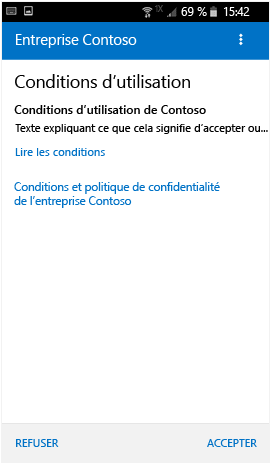 1X 69 % 15:42
Entreprise Contoso
Conditions d'utilisation
Conditions d'utilisation de Contoso
Texte expliquant ce que cela signifie d'accepter ou...
Lire les conditions
Conditions et politique de confidentialité
de l'entreprise Contoso
REFUSER ACCEPTER